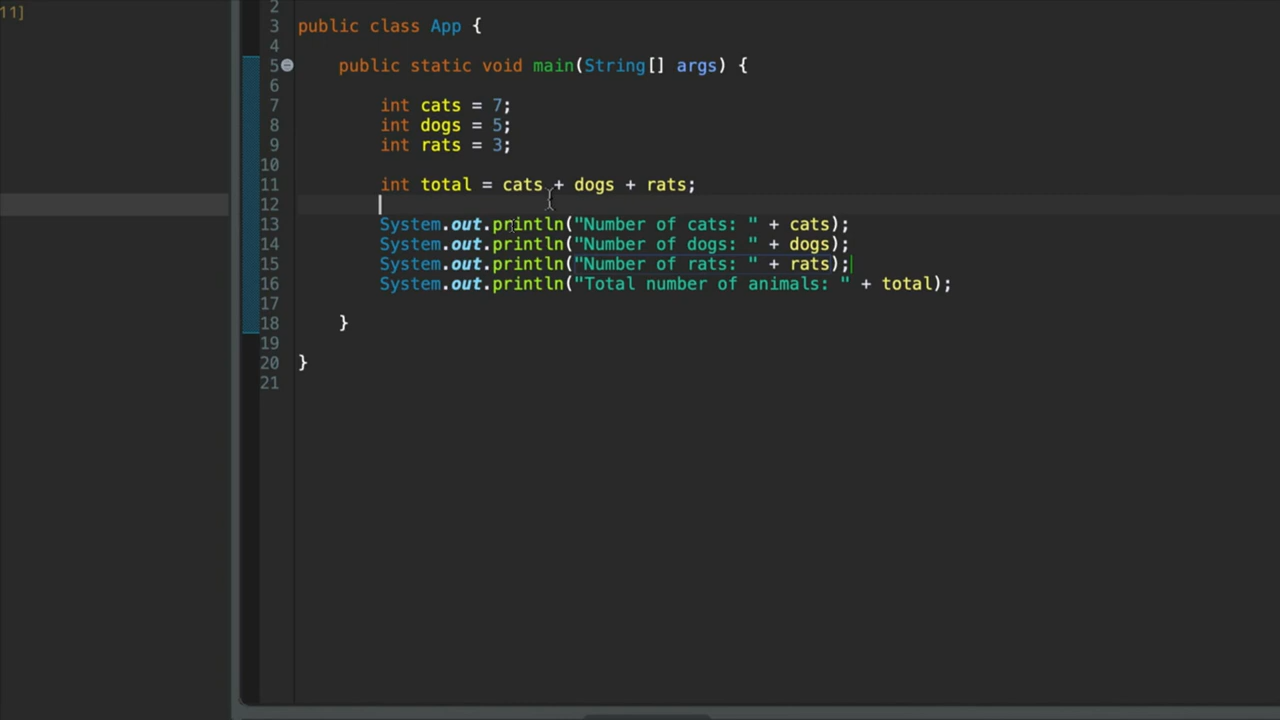 11]
2
3 public class App {
4
5 public static void main(String[] args) {
6
7 int cats = 7;
8 int dogs = 5;
9 int rats = 3;
10
11 int total = cats + dogs + rats;
12
13 System.out.println("Number of cats: " + cats);
14 System.out.println("Number of dogs: " + dogs);
15 System.out.println("Number of rats: " + rats);
16 System.out.println("Total number of animals: " + total);
17
18 }
19
20 }
21